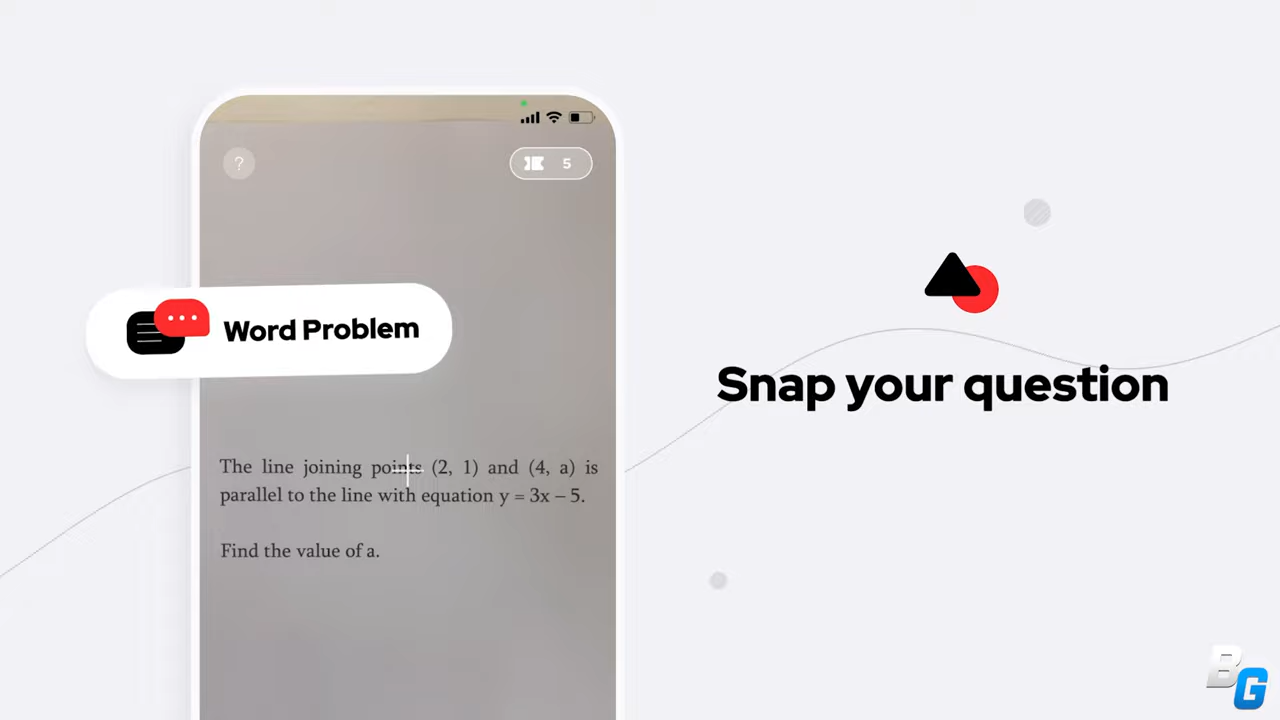 ?
5
Word Problem
Snap your question
The line joining points (2, 1) and (4, a) is
parallel to the line with equation y = 3x – 5.
Find the value of a.
BG